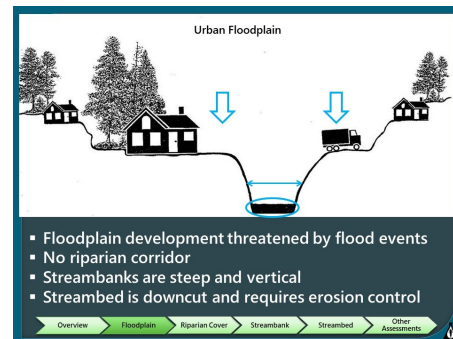 Urban Floodplain
▪ Floodplain development threatened by flood events
▪ No riparian corridor
▪ Streambanks are steep and vertical
▪ Streambed is downcut and requires erosion control
Overview
Floodplain
Riparian Cover
Streambank
Streambed
Other
Assessments